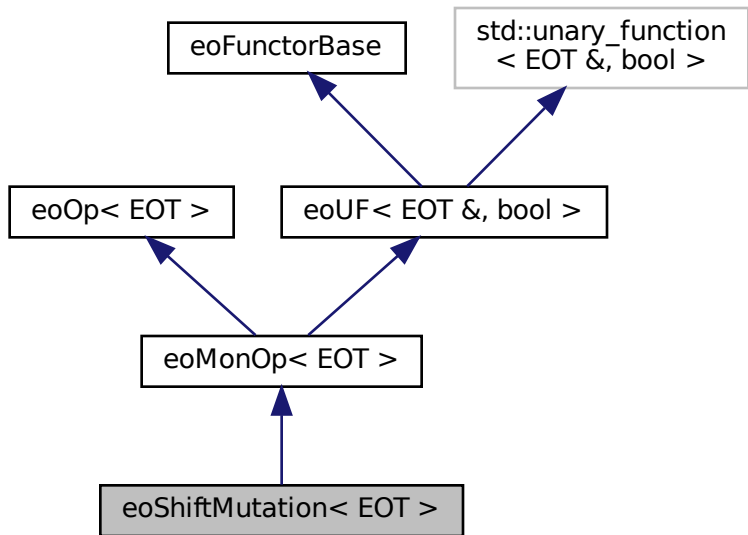 eoFunctorBase
std::unary_function
< EOT &, bool >
eoOp< EOT >
eoUF< EOT &, bool >
eoMonOp< EOT >
eoShiftMutation< EOT >